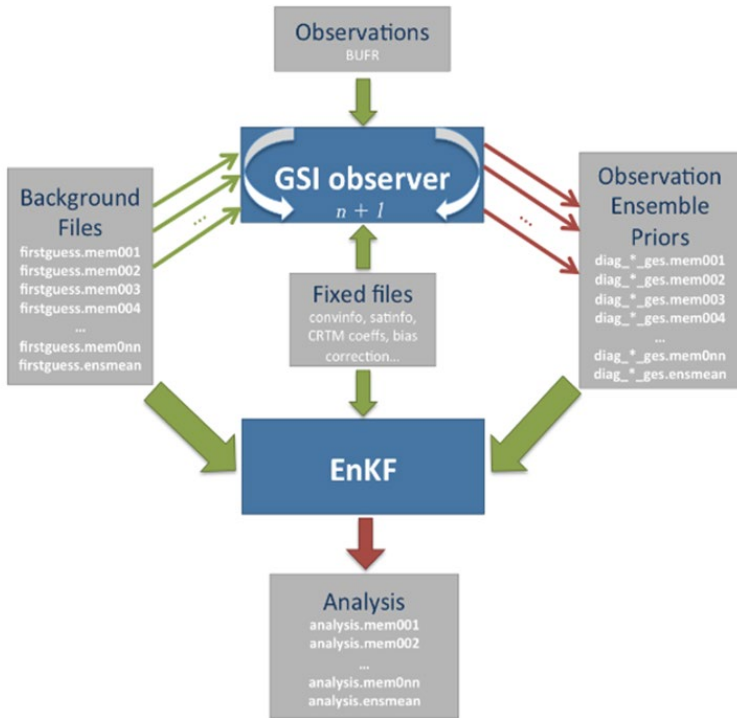 Observations
BUFR
GSI observer
n + 1
Background
Files
firstguess.mem001
firstguess.mem002
firstguess.mem003
firstguess.mem004
...
firstguess.mem0nn
firstguess.ensmean
...
...
Observation
Ensemble
Priors
diag_*_ges.mem001
diag_*_ges.mem002
diag_*_ges.mem003
diag_*_ges.mem004
...
diag_*_ges.mem0nn
diag_*_ges.ensmean
Fixed files
convinfo, satinfo,
CRTM coeffs, bias
correction...
EnKF
Analysis
analysis.mem001
analysis.mem002
...
analysis.mem0nn
analysis.ensmean